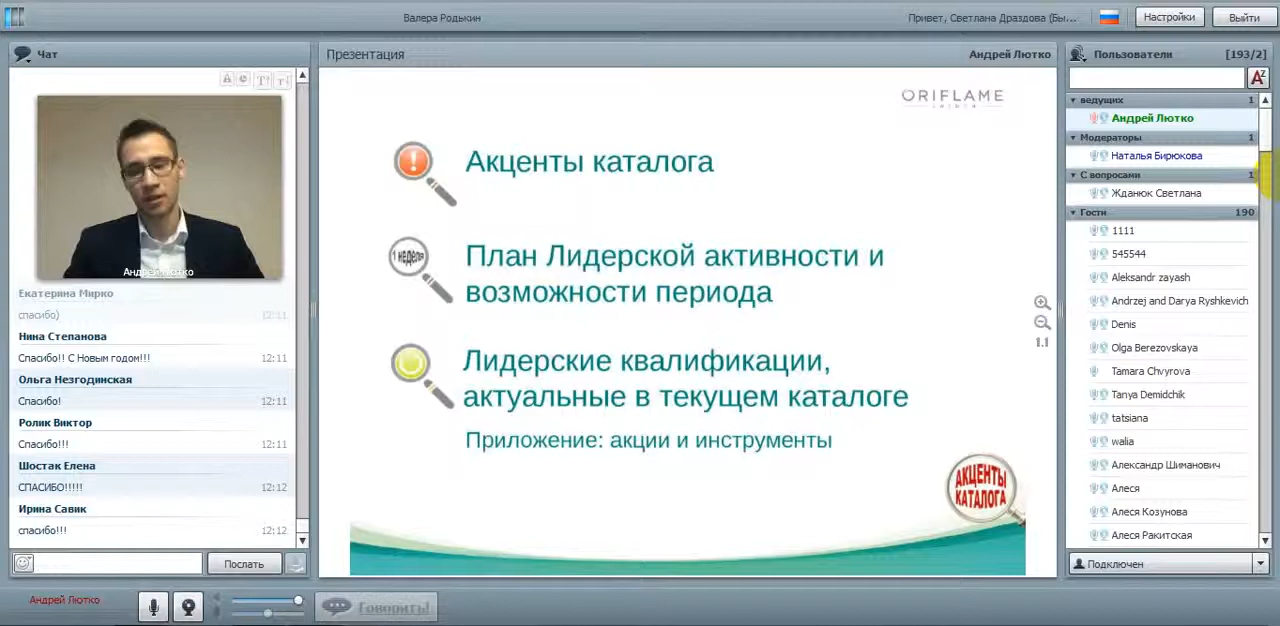 Валера Родькин
Привет, Светлана Драздова (Бы...
Настройки
Выйти
Чат
Андрей Лютко
Екатерина Мирко
спасибо)
12:11
Нина Степанова
Спасибо!! С Новым годом!!!
12:11
Ольга Незгодинская
Спасибо!
12:11
Ролик Виктор
Спасибо!!!
12:11
Шостак Елена
СПАСИБО!!!!!
12:12
Ирина Савик
спасибо!!!
12:12
Послать
Презентация
Андрей Лютко
ORIFLAME
Акценты каталога
1 неделя
План Лидерской активности и
возможности периода
Лидерские квалификации,
актуальные в текущем каталоге
Приложение: акции и инструменты
АКЦЕНТЫ
КАТАЛОГА
1.1
Пользователи
[193/2]
ведущих 1
Андрей Лютко
Модераторы 1
Наталья Бирюкова
С вопросами 1
Жданюк Светлана
Гости 190
1111
545544
Aleksandr zayash
Andrzej and Darya Ryshkevich
Denis
Olga Berezovskaya
Tamara Chvyrova
Tanya Demidchik
tatsiana
walia
Александр Шиманович
Алеся
Алеся Козунова
Алеся Ракитская
Подключен
Андрей Лютко
Говорить!